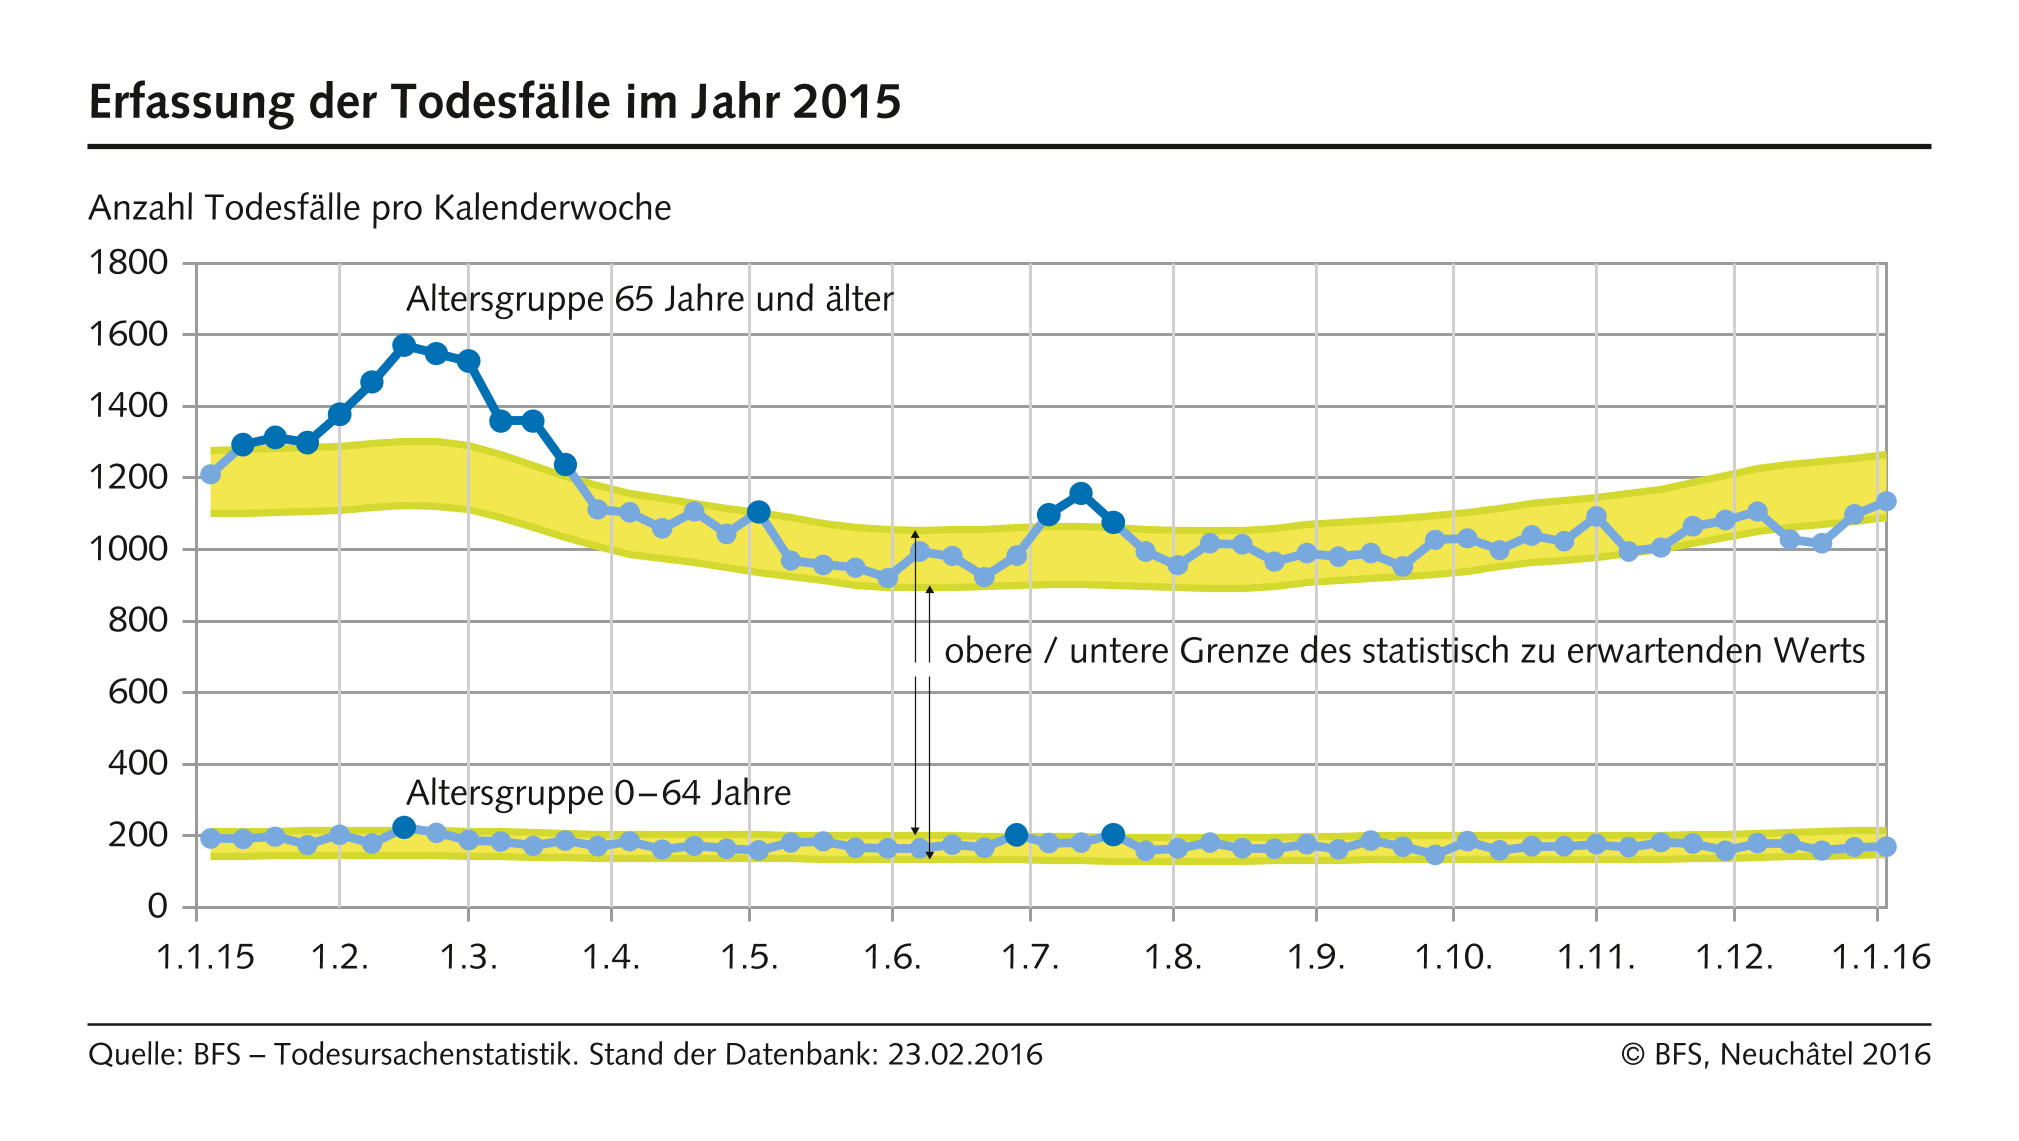 Erfassung der Todesfälle im Jahr 2015
Anzahl Todesfälle pro Kalenderwoche
1800
Altersgruppe 65 Jahre und älter
1600
1400
1200
1000
800
obere / untere Grenze des statistisch zu erwartenden Werts
600
400
Altersgruppe 0–64 Jahre
200
0
1.1.15 1.2. 1.3. 1.4. 1.5. 1.6. 1.7. 1.8. 1.9. 1.10. 1.11. 1.12. 1.1.16
Quelle: BFS – Todesursachenstatistik. Stand der Datenbank: 23.02.2016
© BFS, Neuchâtel 2016